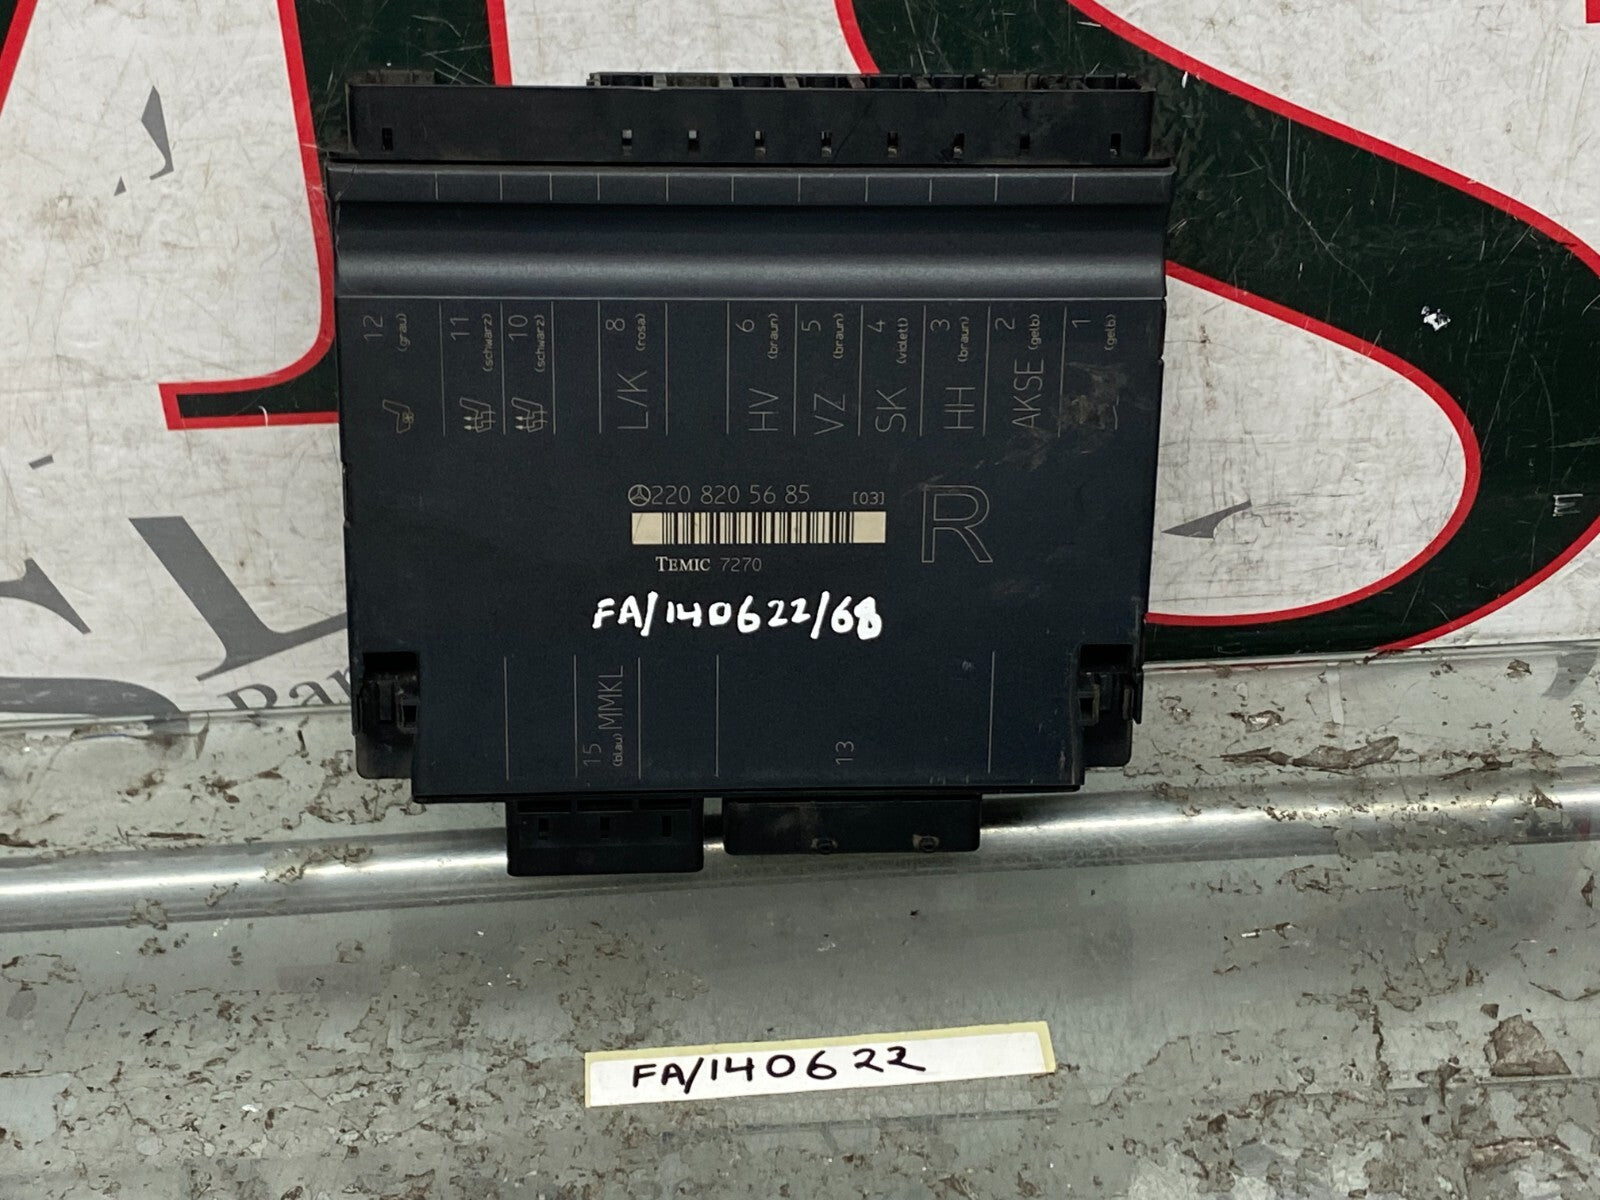 12 (grau)
11 (schwarz)
10 (schwarz)
8 (rosa)
L/K
6 (braun)
HV
5 (braun)
VZ
4 (violett)
SK
3 (braun)
HH
2 (gelb)
AKSE
1 (gelb)
220 820 56 85 [03]
R
TEMIC 7270
FA/140622/68
15 (blau) MMKL
13
FA/140622